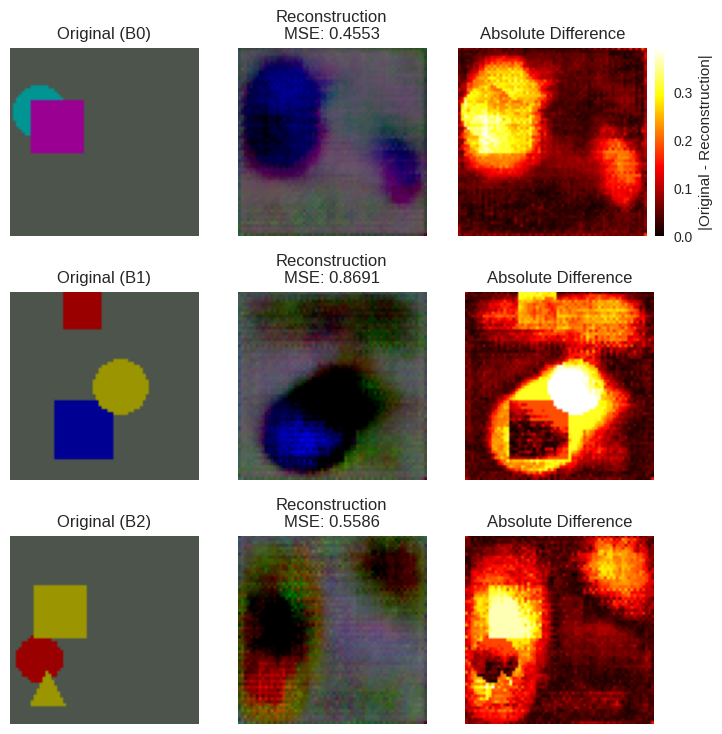 Original (B0)
Reconstruction
MSE: 0.4553
Absolute Difference
0.3
0.2
0.1
0.0
|Original - Reconstruction|
Original (B1)
Reconstruction
MSE: 0.8691
Absolute Difference
Original (B2)
Reconstruction
MSE: 0.5586
Absolute Difference